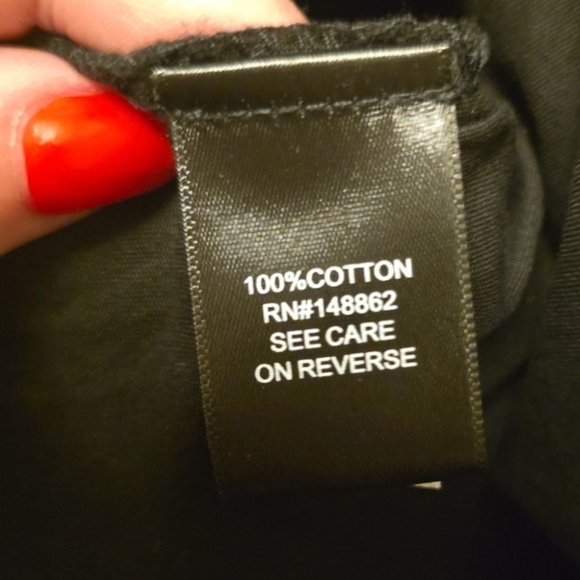 100%COTTON
RN#148862
SEE CARE
ON REVERSE